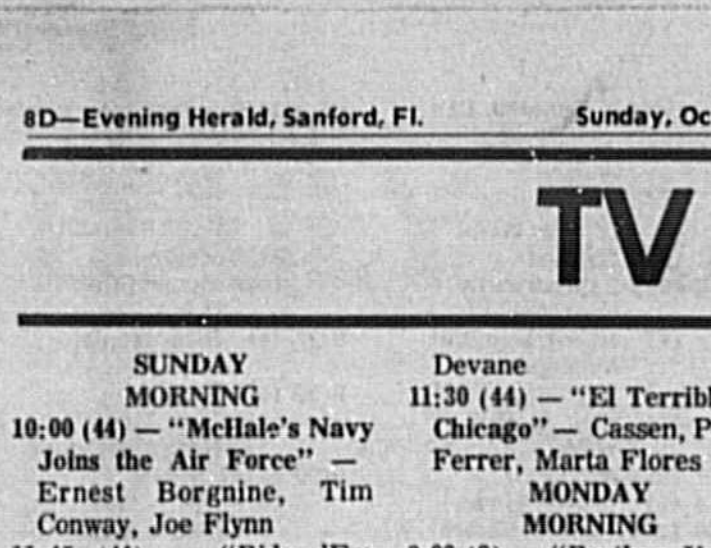 8D—Evening Herald, Sanford, Fl. Sunday, Oc
TV
SUNDAY
MORNING
10:00 (44) — "McHale's Navy
Joins the Air Force" —
Ernest Borgnine, Tim
Conway, Joe Flynn
Devane
11:30 (44) — "El Terribl
Chicago" — Cassen, P
Ferrer, Marta Flores
MONDAY
MORNING